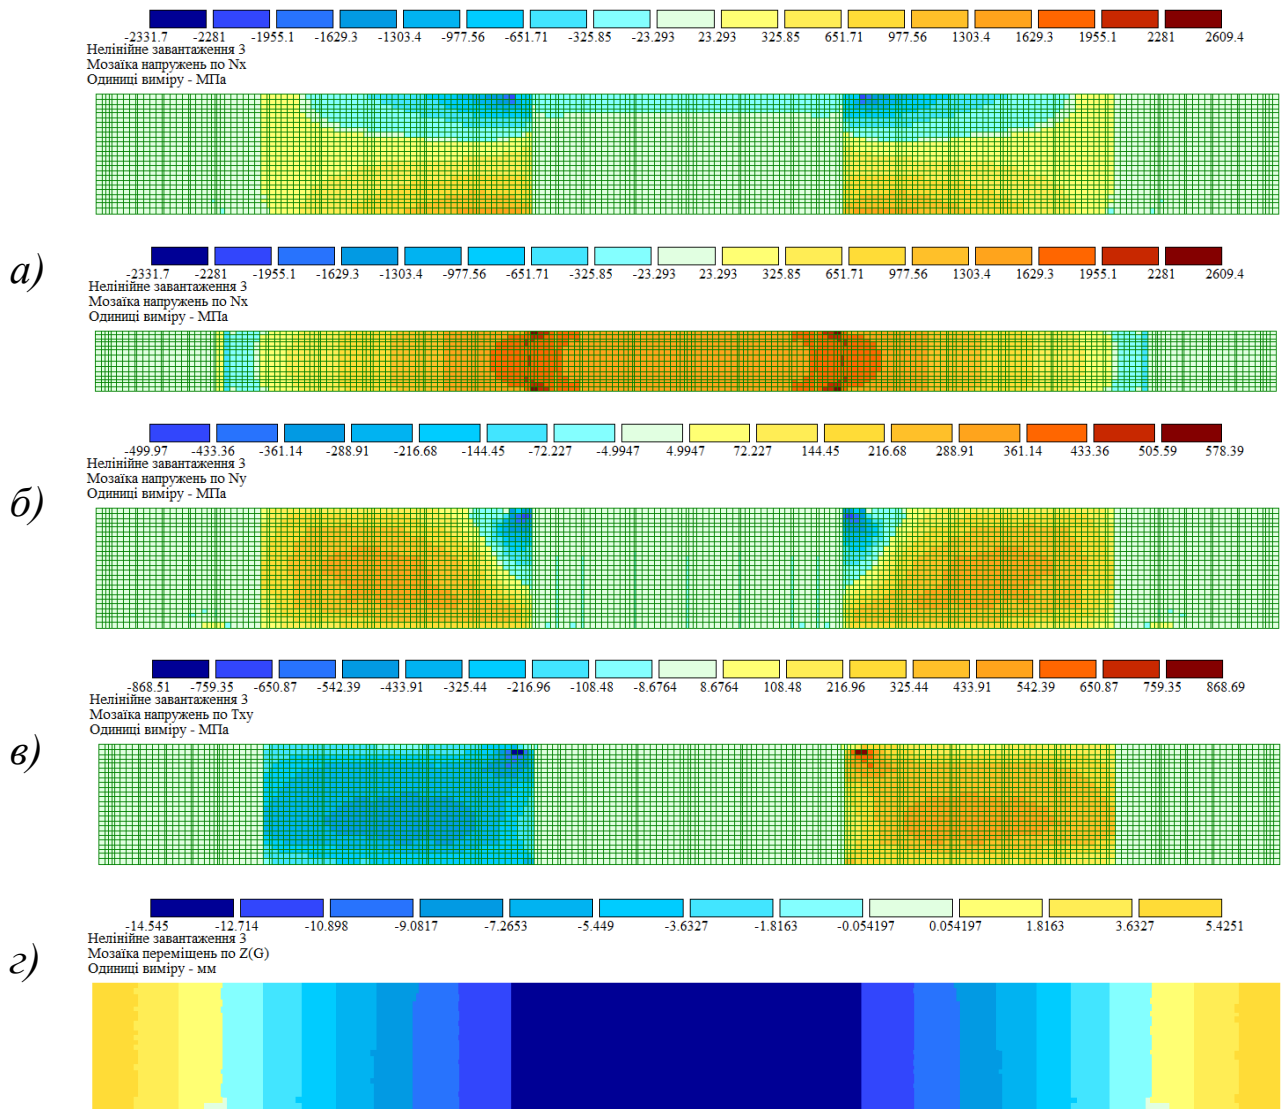 -2331.7 -2281 -1955.1 -1629.3 -1303.4 -977.56 -651.71 -325.85 -23.293 23.293 325.85 651.71 977.56 1303.4 1629.3 1955.1 2281 2609.4
Нелінійне завантаження 3
Мозаїка напружень по Nx
Одиниці виміру - МПа
а)
-2331.7 -2281 -1955.1 -1629.3 -1303.4 -977.56 -651.71 -325.85 -23.293 23.293 325.85 651.71 977.56 1303.4 1629.3 1955.1 2281 2609.4
Нелінійне завантаження 3
Мозаїка напружень по Nx
Одиниці виміру - МПа
б)
-499.97 -433.36 -361.14 -288.91 -216.68 -144.45 -72.227 -4.9947 4.9947 72.227 144.45 216.68 288.91 361.14 433.36 505.59 578.39
Нелінійне завантаження 3
Мозаїка напружень по Ny
Одиниці виміру - МПа
в)
-868.51 -759.35 -650.87 -542.39 -433.91 -325.44 -216.96 -108.48 -8.6764 8.6764 108.48 216.96 325.44 433.91 542.39 650.87 759.35 868.69
Нелінійне завантаження 3
Мозаїка напружень по Txy
Одиниці виміру - МПа
г)
-14.545 -12.714 -10.898 -9.0817 -7.2653 -5.449 -3.6327 -1.8163 -0.054197 0.054197 1.8163 3.6327 5.4251
Нелінійне завантаження 3
Мозаїка переміщень по Z(G)
Одиниці виміру - мм